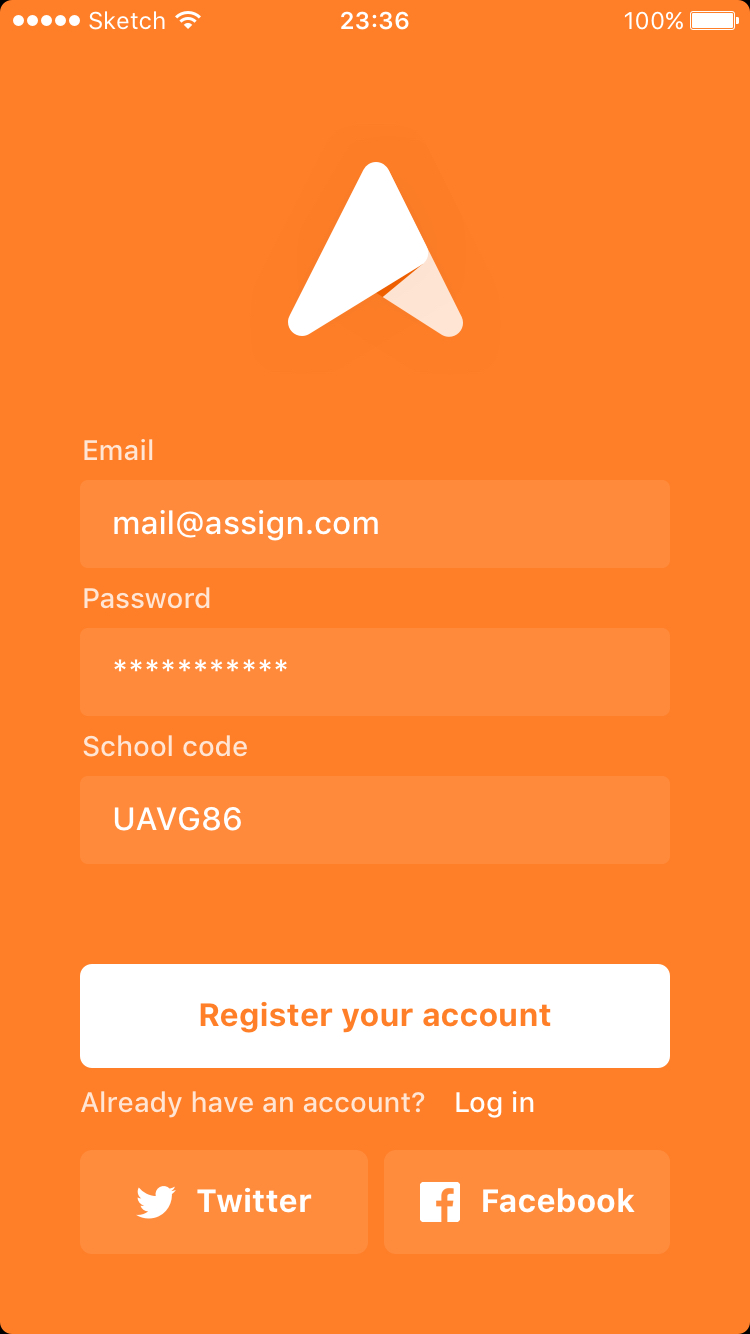 Sketch 23:36 100%
Email
mail@assign.com
Password
***********
School code
UAVG86
Register your account
Already have an account? Log in
Twitter Facebook